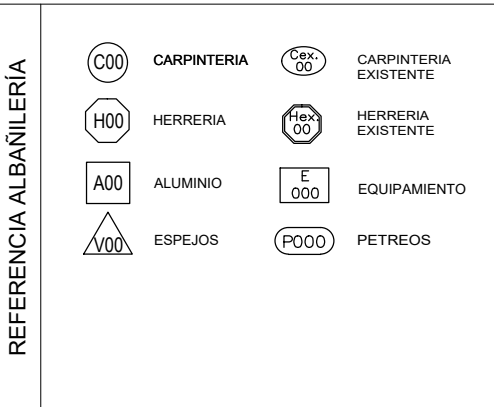 REFERENCIA ALBAÑILERÍA
C00
CARPINTERIA
Cex.
00
CARPINTERIA
EXISTENTE
H00
HERRERIA
Hex.
00
HERRERIA
EXISTENTE
A00
ALUMINIO
E
000
EQUIPAMIENTO
V00
ESPEJOS
P000
PETREOS